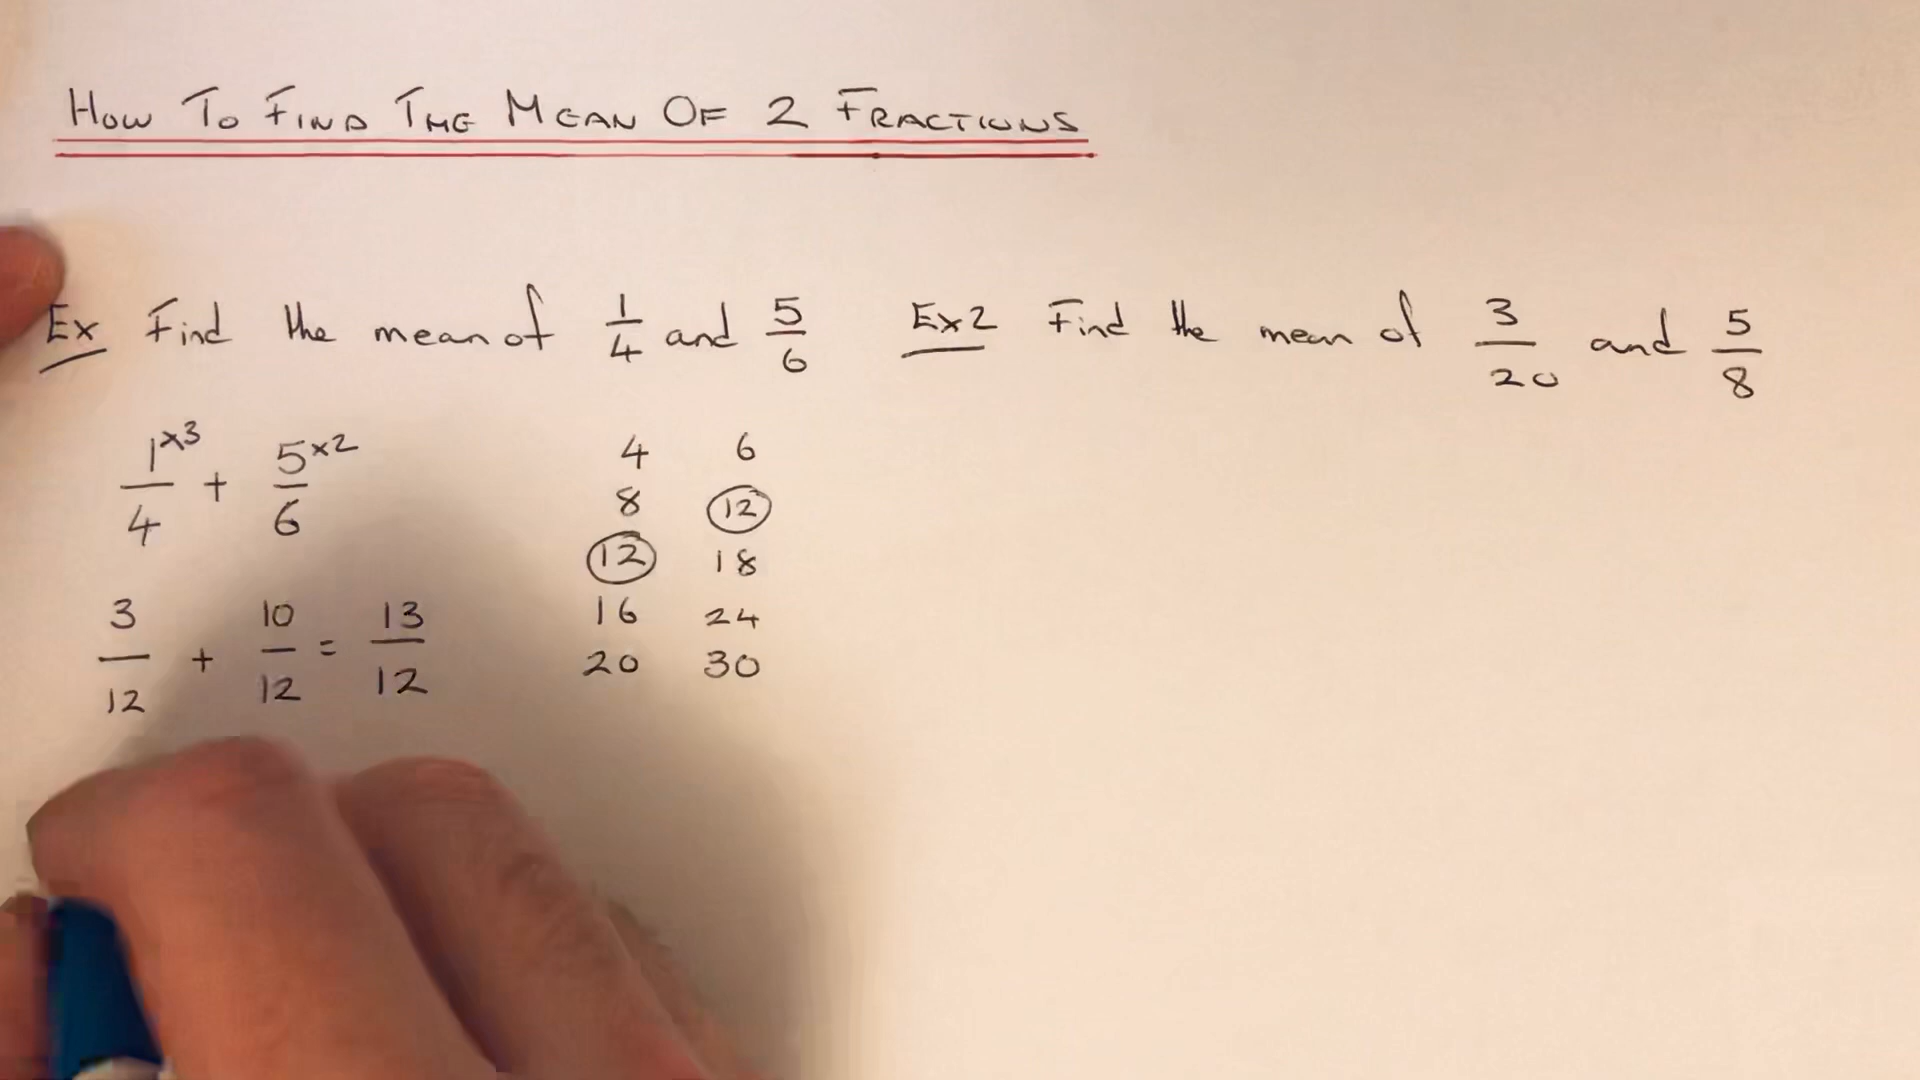 How To Find The Mean Of 2 Fractions
Ex Find the mean of 1/4 and 5/6
1×3/4 + 5×2/6
3/12 + 10/12 = 13/12
4 6
8 12
12 18
16 24
20 30
Ex2 Find the mean of 3/20 and 5/8